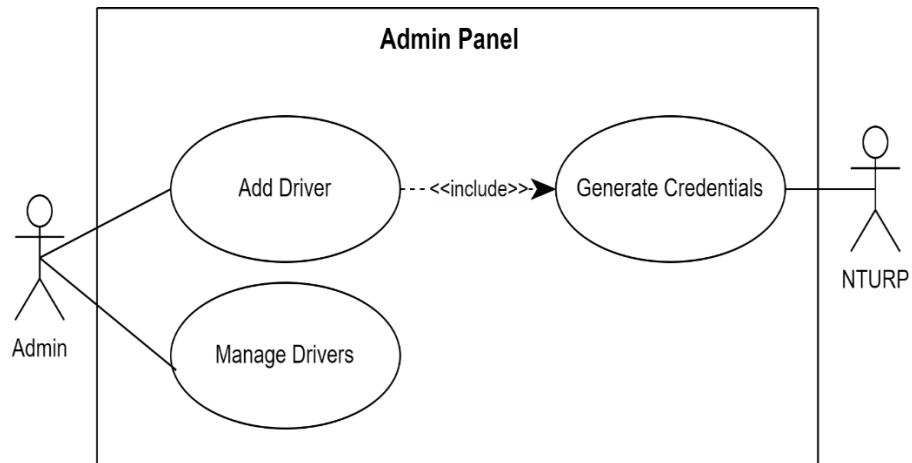 Admin Panel
Add Driver
<<include>>
Generate Credentials
NTURP
Admin
Manage Drivers